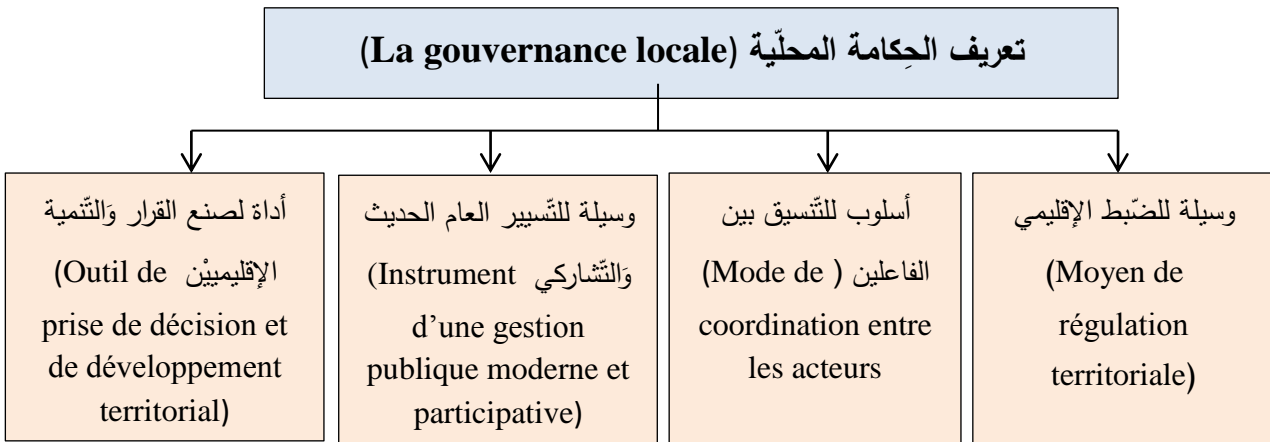 تعريف الحِكامة المحلّية (La gouvernance locale)
وسيلة للضّبط الإقليمي
(Moyen de
régulation
territoriale)
أسلوب للتّنسيق بين
الفاعلين (Mode de
coordination entre
les acteurs
وسيلة للتّسيير العام الحديث
وَالتّشاركي (Instrument
d’une gestion
publique moderne et
participative)
أداة لصنع القرار وَالتّنمية
الإقليمييْن (Outil de
prise de décision et
de développement
territorial)